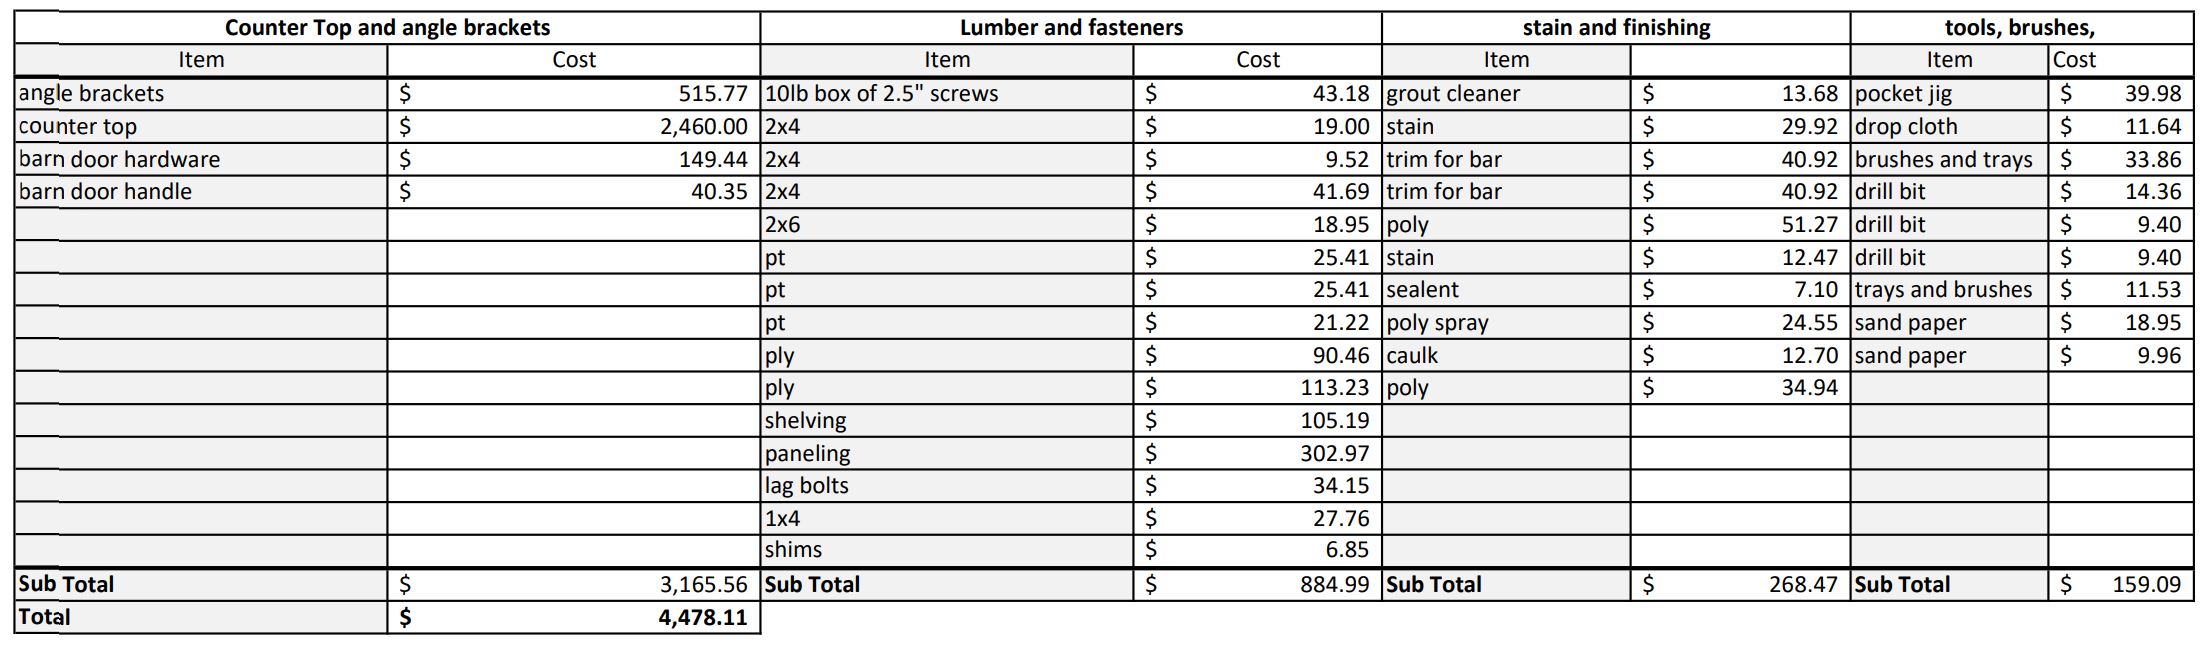 Counter Top and angle brackets Lumber and fasteners stain and finishing tools, brushes,
Item Cost Item Cost Item Item Cost
angle brackets $ 515.77 10lb box of 2.5" screws $ 43.18 grout cleaner $ 13.68 pocket jig $ 39.98
counter top $ 2,460.00 2x4 $ 19.00 stain $ 29.92 drop cloth $ 11.64
barn door hardware $ 149.44 2x4 $ 9.52 trim for bar $ 40.92 brushes and trays $ 33.86
barn door handle $ 40.35 2x4 $ 41.69 trim for bar $ 40.92 drill bit $ 14.36
2x6 $ 18.95 poly $ 51.27 drill bit $ 9.40
pt $ 25.41 stain $ 12.47 drill bit $ 9.40
pt $ 25.41 sealent $ 7.10 trays and brushes $ 11.53
pt $ 21.22 poly spray $ 24.55 sand paper $ 18.95
ply $ 90.46 caulk $ 12.70 sand paper $ 9.96
ply $ 113.23 poly $ 34.94
shelving $ 105.19
paneling $ 302.97
lag bolts $ 34.15
1x4 $ 27.76
shims $ 6.85
Sub Total $ 3,165.56 Sub Total $ 884.99 Sub Total $ 268.47 Sub Total $ 159.09
Total $ 4,478.11